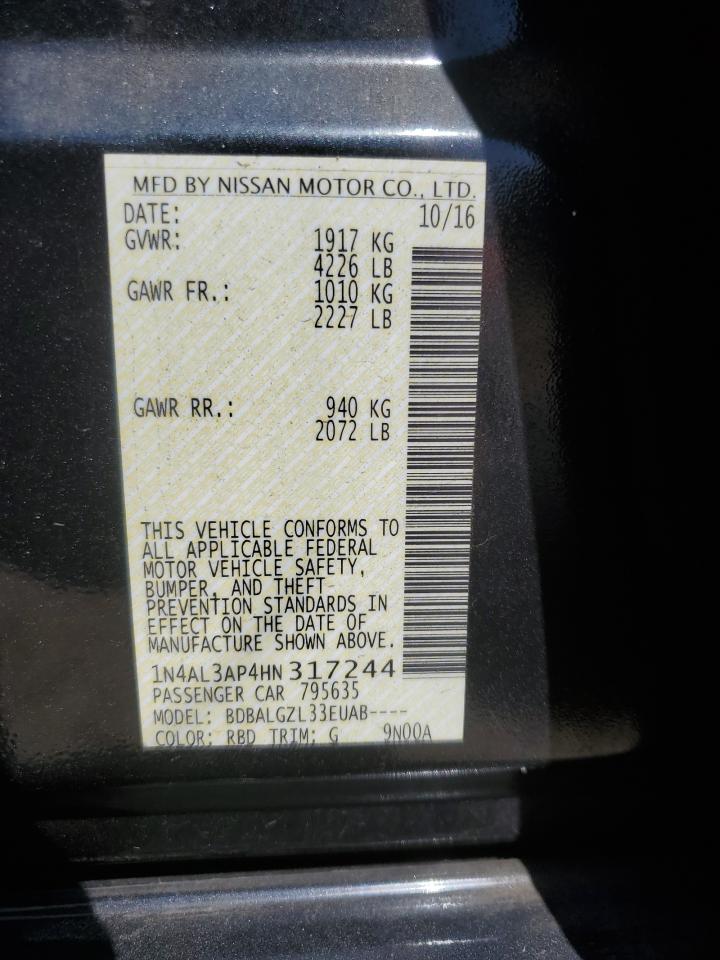 MFD BY NISSAN MOTOR CO., LTD.
DATE: 10/16
GVWR: 1917 KG
4226 LB
GAWR FR.: 1010 KG
2227 LB
GAWR RR.: 940 KG
2072 LB
THIS VEHICLE CONFORMS TO
ALL APPLICABLE FEDERAL
MOTOR VEHICLE SAFETY,
BUMPER, AND THEFT
PREVENTION STANDARDS IN
EFFECT ON THE DATE OF
MANUFACTURE SHOWN ABOVE.
1N4AL3AP4HN317244
PASSENGER CAR 795635
MODEL: BDBALGZL33EUAB----
COLOR: RBD TRIM: G 9N00A